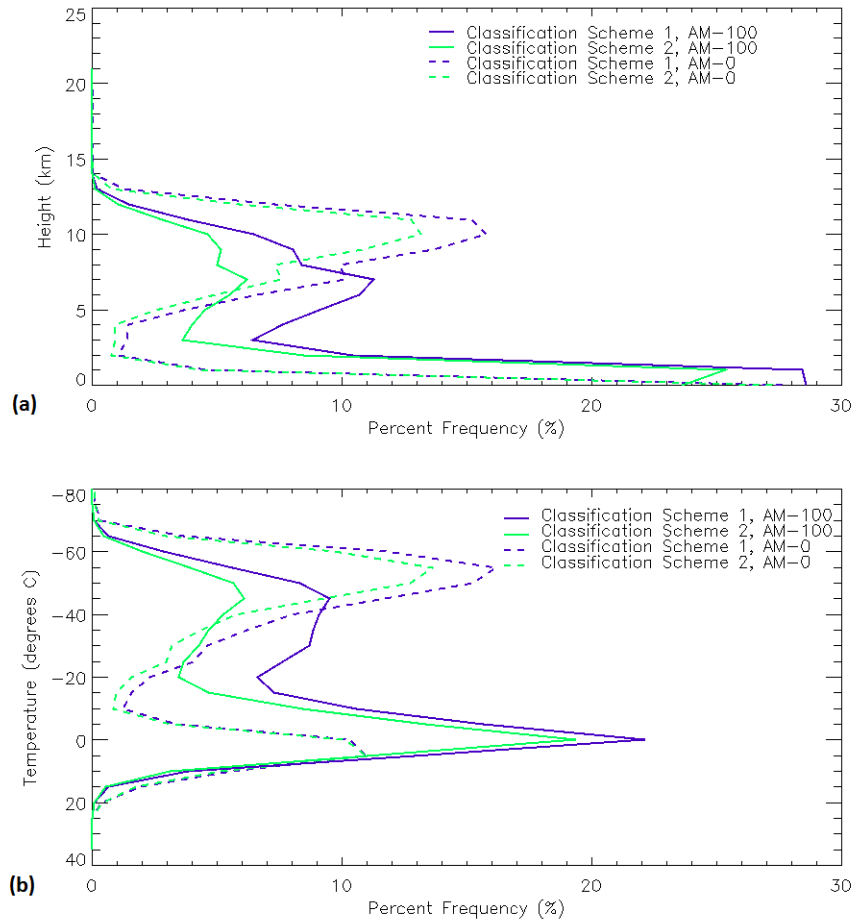 25
20
15
10
5
0
Height (km)
Classification Scheme 1, AM-100
Classification Scheme 2, AM-100
Classification Scheme 1, AM-0
Classification Scheme 2, AM-0
0 10 20 30
(a)
Percent Frequency (%)
-80
-60
-40
-20
0
20
40
Temperature (degrees C)
Classification Scheme 1, AM-100
Classification Scheme 2, AM-100
Classification Scheme 1, AM-0
Classification Scheme 2, AM-0
0 10 20 30
(b)
Percent Frequency (%)